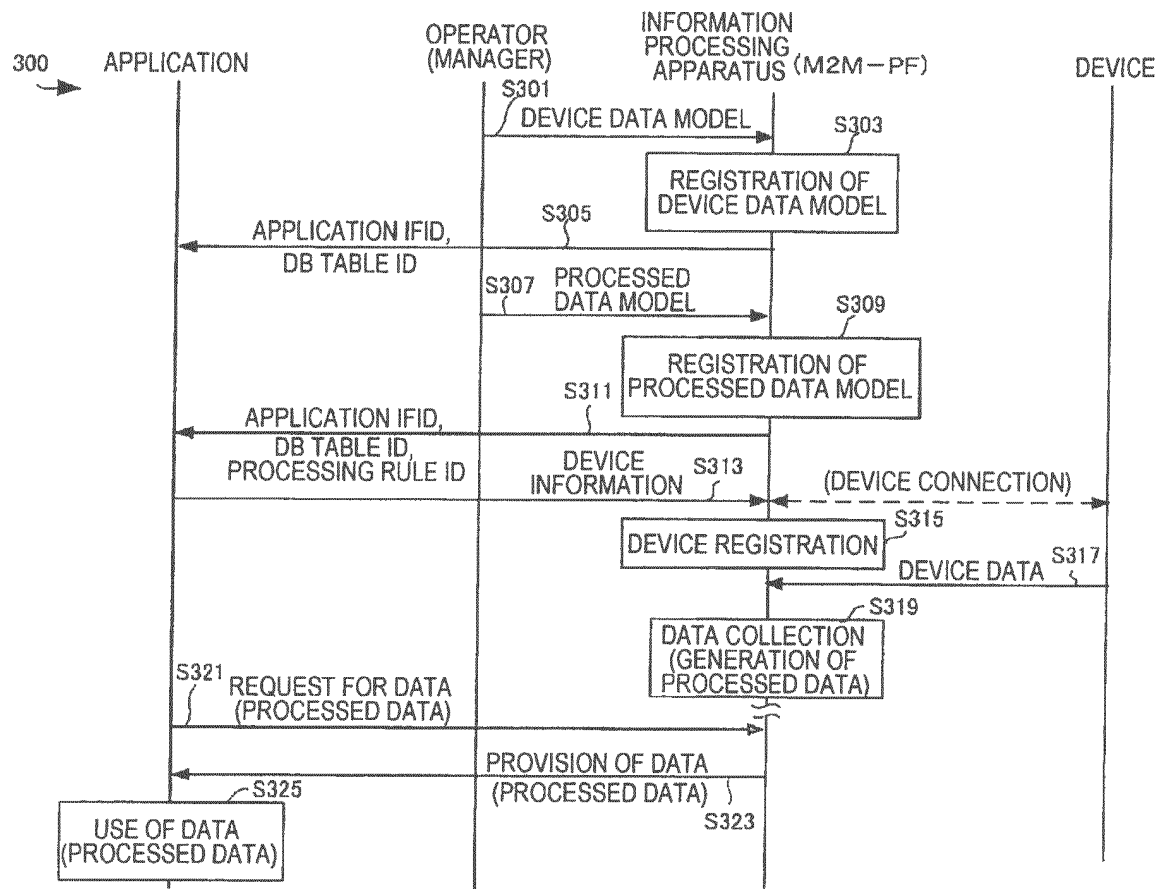 300
APPLICATION
OPERATOR
(MANAGER)
INFORMATION
PROCESSING
APPARATUS (M2M-PF)
DEVICE
S301
DEVICE DATA MODEL
S303
REGISTRATION OF
DEVICE DATA MODEL
S305
APPLICATION IFID,
DB TABLE ID
S307
PROCESSED
DATA MODEL
S309
REGISTRATION OF
PROCESSED DATA MODEL
S311
APPLICATION IFID,
DB TABLE ID,
PROCESSING RULE ID
DEVICE
INFORMATION
S313
(DEVICE CONNECTION)
S315
DEVICE REGISTRATION
S317
DEVICE DATA
S319
DATA COLLECTION
(GENERATION OF
PROCESSED DATA)
S321
REQUEST FOR DATA
(PROCESSED DATA)
PROVISION OF DATA
(PROCESSED DATA)
S323
S325
USE OF DATA
(PROCESSED DATA)